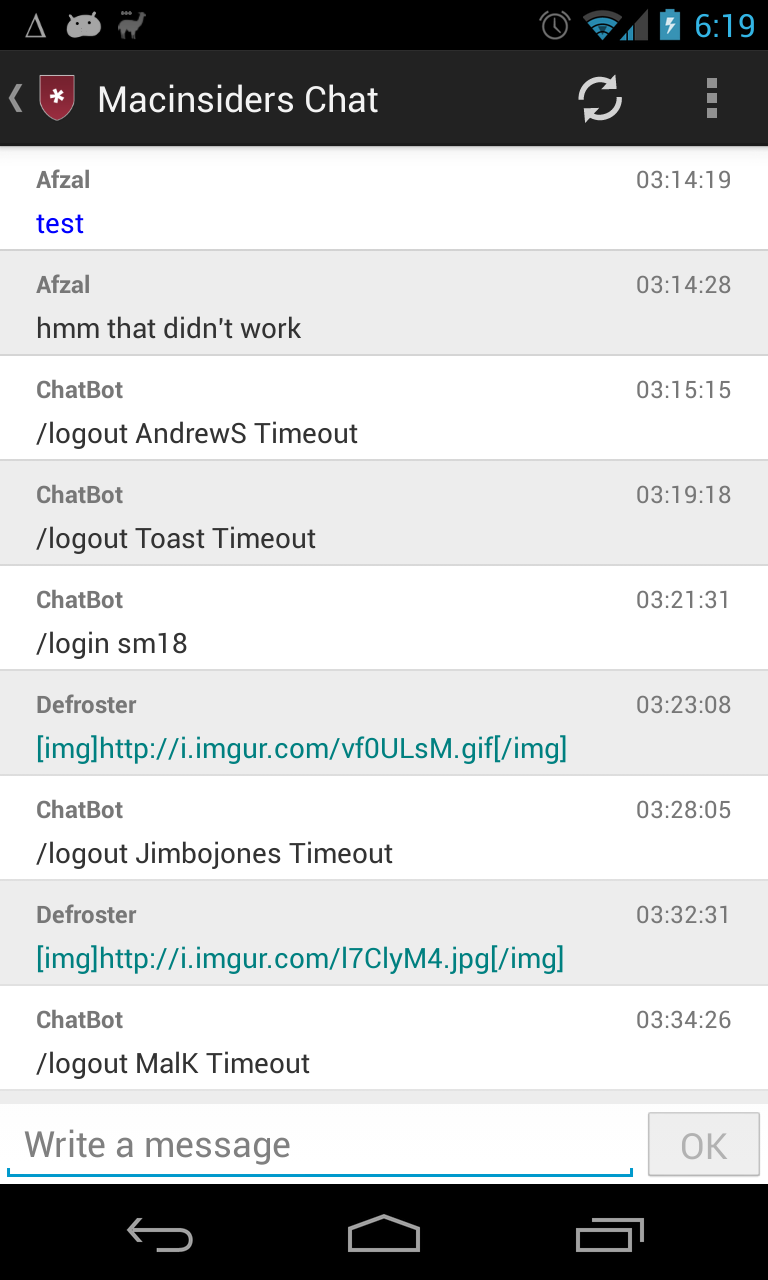 6:19
Macinsiders Chat
Afzal 03:14:19
test
Afzal 03:14:28
hmm that didn't work
ChatBot 03:15:15
/logout AndrewS Timeout
ChatBot 03:19:18
/logout Toast Timeout
ChatBot 03:21:31
/login sm18
Defroster 03:23:08
[img]http://i.imgur.com/vf0ULsM.gif[/img]
ChatBot 03:28:05
/logout Jimbojones Timeout
Defroster 03:32:31
[img]http://i.imgur.com/l7ClyM4.jpg[/img]
ChatBot 03:34:26
/logout MalK Timeout
Write a message OK